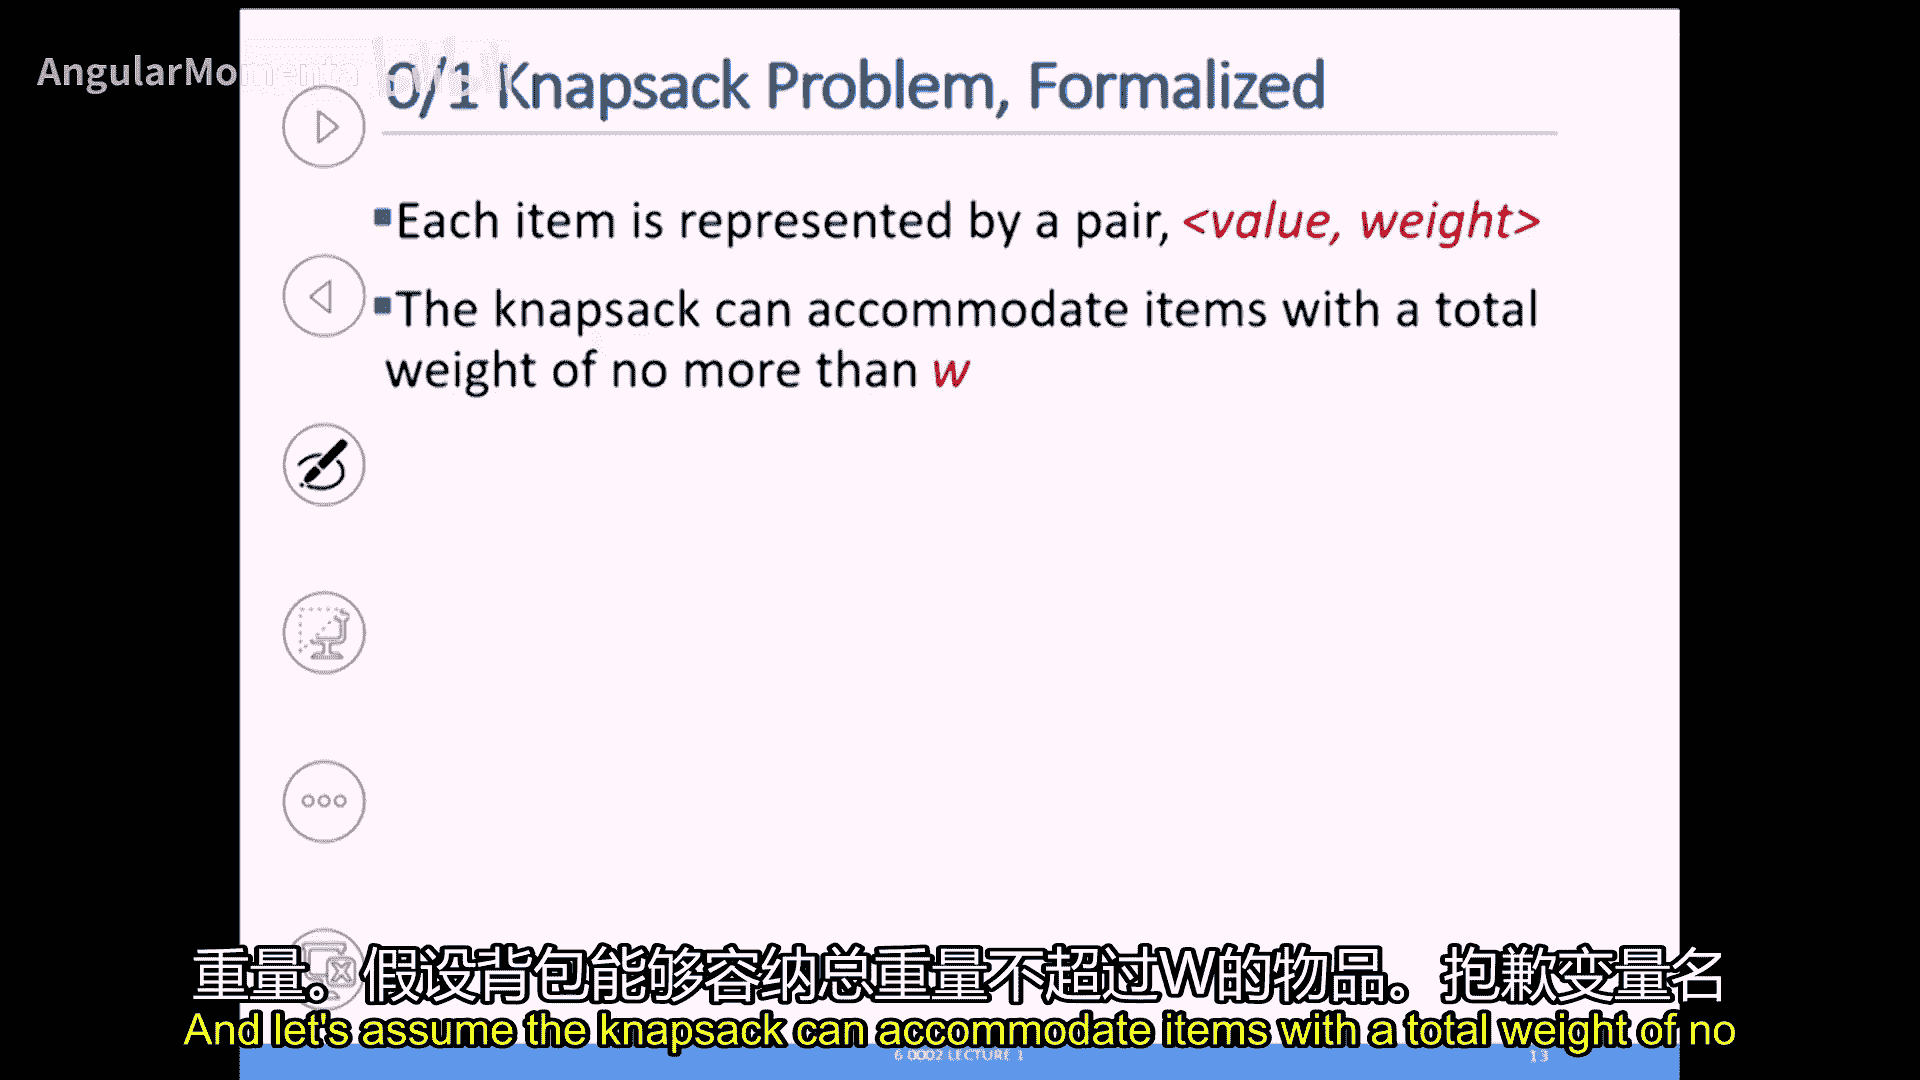 AngularMomenta
0/1 Knapsack Problem, Formalized
▪Each item is represented by a pair, <value, weight>
▪The knapsack can accommodate items with a total
weight of no more than w
重量。假设背包能够容纳总重量不超过W的物品。抱歉变量名
And let's assume the knapsack can accommodate items with a total weight of no
6.0002 LECTURE 1
13